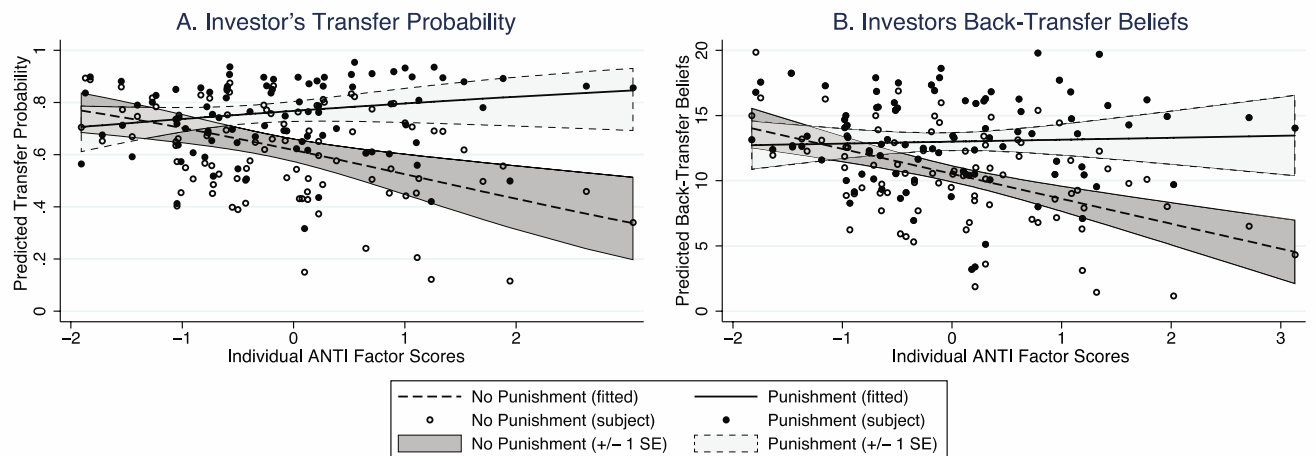 A. Investor's Transfer Probability
Predicted Transfer Probability
1
.8
.6
.4
.2
0
−2
−1
0
1
2
3
Individual ANTI Factor Scores
B. Investors Back-Transfer Beliefs
Predicted Back-Transfer Beliefs
20
15
10
5
0
−2
−1
0
1
2
3
Individual ANTI Factor Scores
No Punishment (fitted)
Punishment (fitted)
No Punishment (subject)
Punishment (subject)
No Punishment (+/− 1 SE)
Punishment (+/− 1 SE)